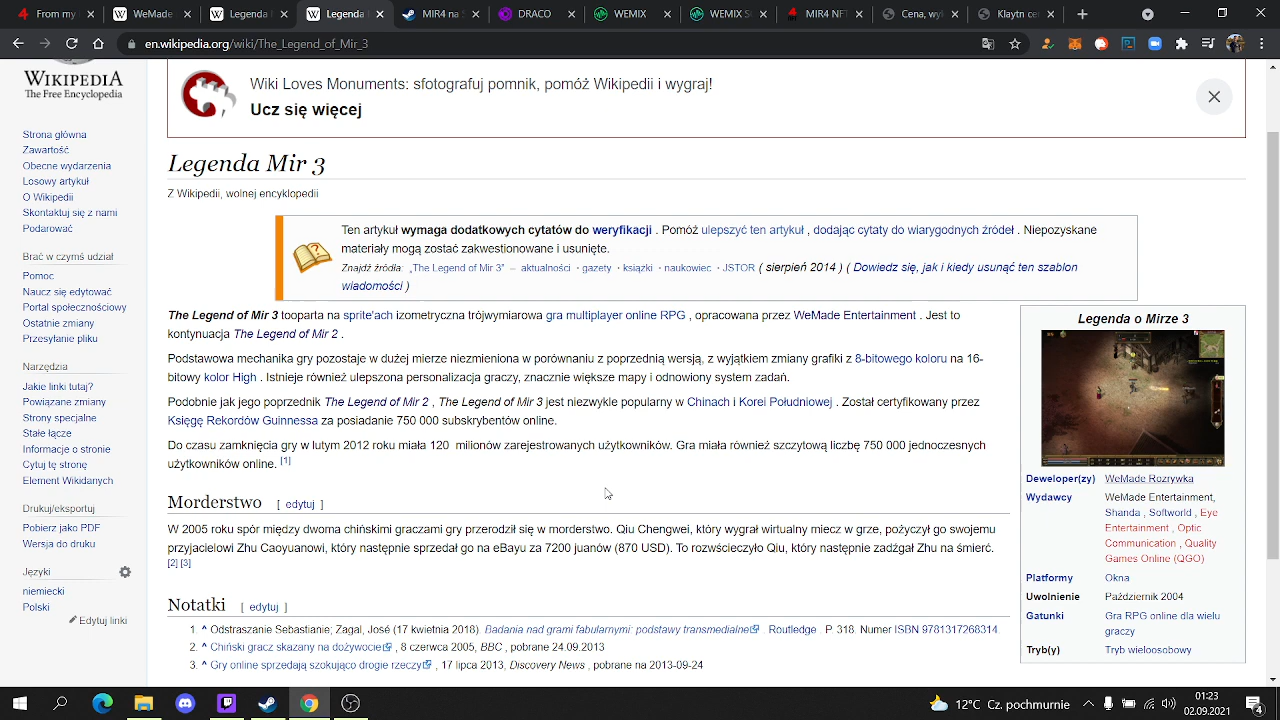 From my
WeMade
Legenda
Legenda
MIR4 na S
DRACO
WEMIX
WEMIX S
MIR4 NF
Cena, wy
Klaytn ce
en.wikipedia.org/wiki/The_Legend_of_Mir_3
WIKIPEDIA
The Free Encyclopedia
Strona główna
Zawartość
Obecne wydarzenia
Losowy artykuł
O Wikipedii
Skontaktuj się z nami
Podarować
Brać w czymś udział
Pomoc
Naucz się edytować
Portal społecznościowy
Ostatnie zmiany
Przesyłanie pliku
Narzędzia
Jakie linki tutaj?
Powiązane zmiany
Strony specjalne
Stałe łącze
Informacje o stronie
Cytuj tę stronę
Element Wikidanych
Drukuj/eksportuj
Pobierz jako PDF
Wersja do druku
Języki
niemiecki
Polski
Edytuj linki
Wiki Loves Monuments: sfotografuj pomnik, pomóż Wikipedii i wygraj!
Ucz się więcej
Legenda Mir 3
Z Wikipedii, wolnej encyklopedii
Ten artykuł wymaga dodatkowych cytatów do weryfikacji . Pomóż ulepszyć ten artykuł , dodając cytaty do wiarygodnych źródeł . Niepozyskane
materiały mogą zostać zakwestionowane i usunięte.
Znajdź źródła: „The Legend of Mir 3" – aktualności · gazety · książki · naukowiec · JSTOR ( sierpień 2014 ) ( Dowiedz się, jak i kiedy usunąć ten szablon
wiadomości )
The Legend of Mir 3 tooparta na sprite'ach izometryczna trójwymiarowa gra multiplayer online RPG , opracowana przez WeMade Entertainment . Jest to
kontynuacja The Legend of Mir 2 .
Podstawowa mechanika gry pozostaje w dużej mierze niezmieniona w porównaniu z poprzednią wersją, z wyjątkiem zmiany grafiki z 8-bitowego koloru na 16-
bitowy kolor High . Istnieje również ulepszona personalizacja graczy, znacznie większe mapy i odnowiony system zadań.
Podobnie jak jego poprzednik The Legend of Mir 2 , The Legend of Mir 3 jest niezwykle popularny w Chinach i Korei Południowej . Został certyfikowany przez
Księgę Rekordów Guinnessa za posiadanie 750 000 subskrybentów online.
Do czasu zamknięcia gry w lutym 2012 roku miała 120 milionów zarejestrowanych użytkowników. Gra miała również szczytową liczbę 750 000 jednoczesnych
użytkowników online. [1]
Morderstwo [ edytuj ]
W 2005 roku spór między dwoma chińskimi graczami gry przerodził się w morderstwo. Qiu Chengwei, który wygrał wirtualny miecz w grze, pożyczył go swojemu
przyjacielowi Zhu Caoyuanowi, który następnie sprzedał go na eBayu za 7200 juanów (870 USD). To rozwścieczyło Qiu, który następnie zadźgał Zhu na śmierć.
[2] [3]
Notatki [ edytuj ]
1. ^ Odstraszanie Sebastianie; Zagal, José (17 kwietnia 2018). Badania nad grami fabularnymi: podstawy transmedialne . Routledge . P. 318. Numer ISBN 9781317268314.
2. ^ Chiński gracz skazany na dożywocie , 8 czerwca 2005, BBC , pobrane 24.09.2013
3. ^ Gry online sprzedają szokująco drogie rzeczy , 17 lipca 2013, Discovery News , pobrane na 2013-09-24
Legenda o Mirze 3
Deweloper(zy) WeMade Rozrywka
Wydawcy WeMade Entertainment,
Shanda , Softworld , Eye
Entertainment , Optic
Communication , Quality
Games Online (QGO)
Platformy Okna
Uwolnienie Październik 2004
Gatunki Gra RPG online dla wielu
graczy
Tryb(y) Tryb wieloosobowy
12°C Cz. pochmurnie
01:23
02.09.2021
4